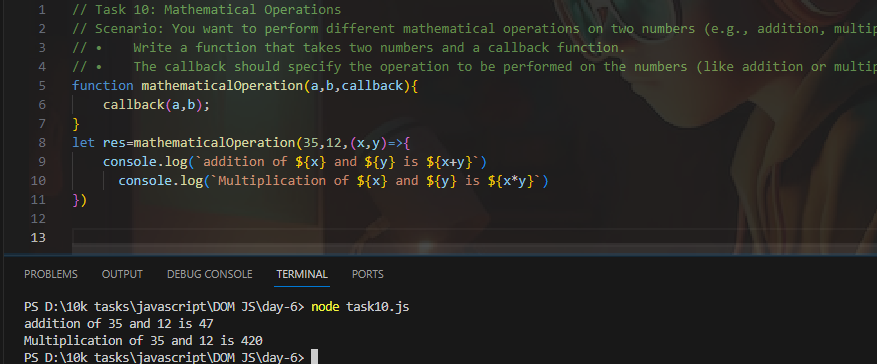 1 // Task 10: Mathematical Operations
2 // Scenario: You want to perform different mathematical operations on two numbers (e.g., addition, multip
3 // •    Write a function that takes two numbers and a callback function.
4 // •    The callback should specify the operation to be performed on the numbers (like addition or multip
5 function mathematicalOperation(a,b,callback){
6     callback(a,b);
7 }
8 let res=mathematicalOperation(35,12,(x,y)=>{
9     console.log(`addition of ${x} and ${y} is ${x+y}`)
10       console.log(`Multiplication of ${x} and ${y} is ${x*y}`)
11 })
12
13
PROBLEMS OUTPUT DEBUG CONSOLE TERMINAL PORTS
PS D:\10k tasks\javascript\DOM JS\day-6> node task10.js
addition of 35 and 12 is 47
Multiplication of 35 and 12 is 420
PS D:\10k tasks\javascript\DOM JS\day-6>